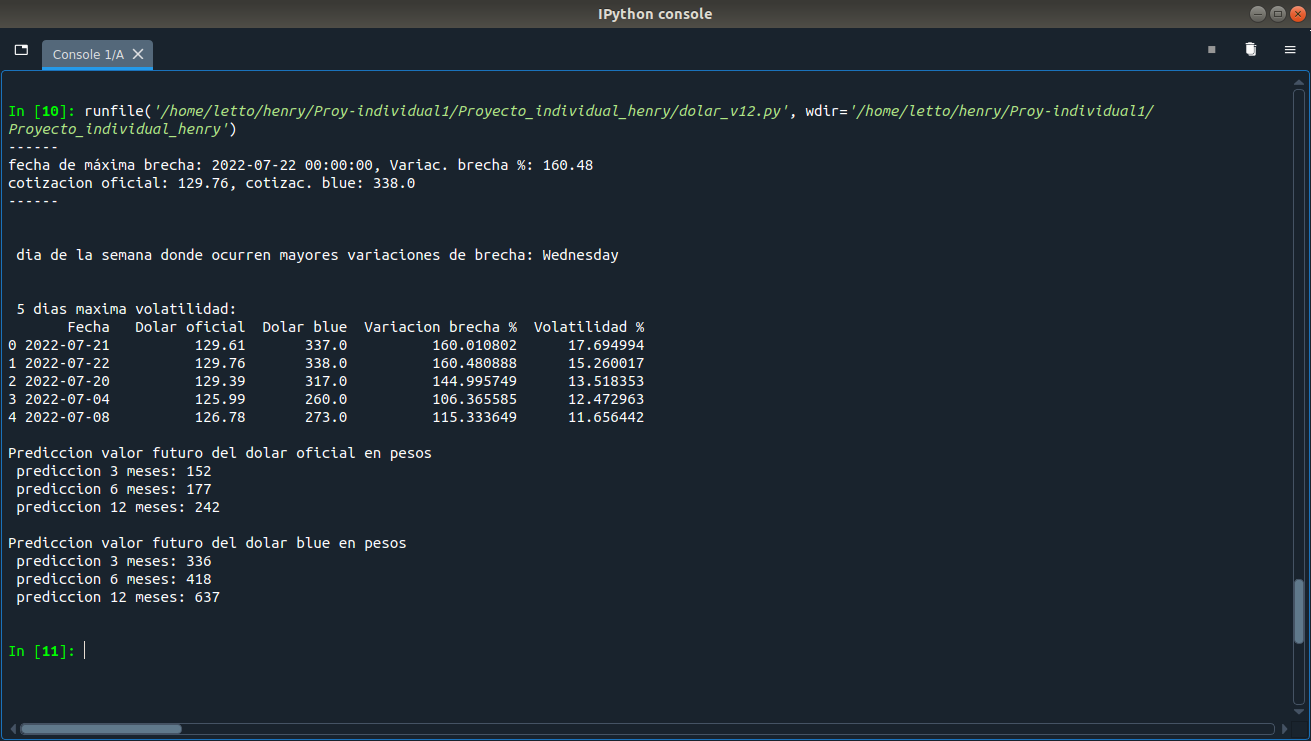 IPython console
Console 1/A
In [10]: runfile('/home/letto/henry/Proy-individual1/Proyecto_individual_henry/dolar_v12.py', wdir='/home/letto/henry/Proy-individual1/
Proyecto_individual_henry')
------
fecha de máxima brecha: 2022-07-22 00:00:00, Variac. brecha %: 160.48
cotizacion oficial: 129.76, cotizac. blue: 338.0
------
dia de la semana donde ocurren mayores variaciones de brecha: Wednesday
5 dias maxima volatilidad:
Fecha Dolar oficial Dolar blue Variacion brecha % Volatilidad %
0 2022-07-21 129.61 337.0 160.010802 17.694994
1 2022-07-22 129.76 338.0 160.480888 15.260017
2 2022-07-20 129.39 317.0 144.995749 13.518353
3 2022-07-04 125.99 260.0 106.365585 12.472963
4 2022-07-08 126.78 273.0 115.333649 11.656442
Prediccion valor futuro del dolar oficial en pesos
prediccion 3 meses: 152
prediccion 6 meses: 177
prediccion 12 meses: 242
Prediccion valor futuro del dolar blue en pesos
prediccion 3 meses: 336
prediccion 6 meses: 418
prediccion 12 meses: 637
In [11]: